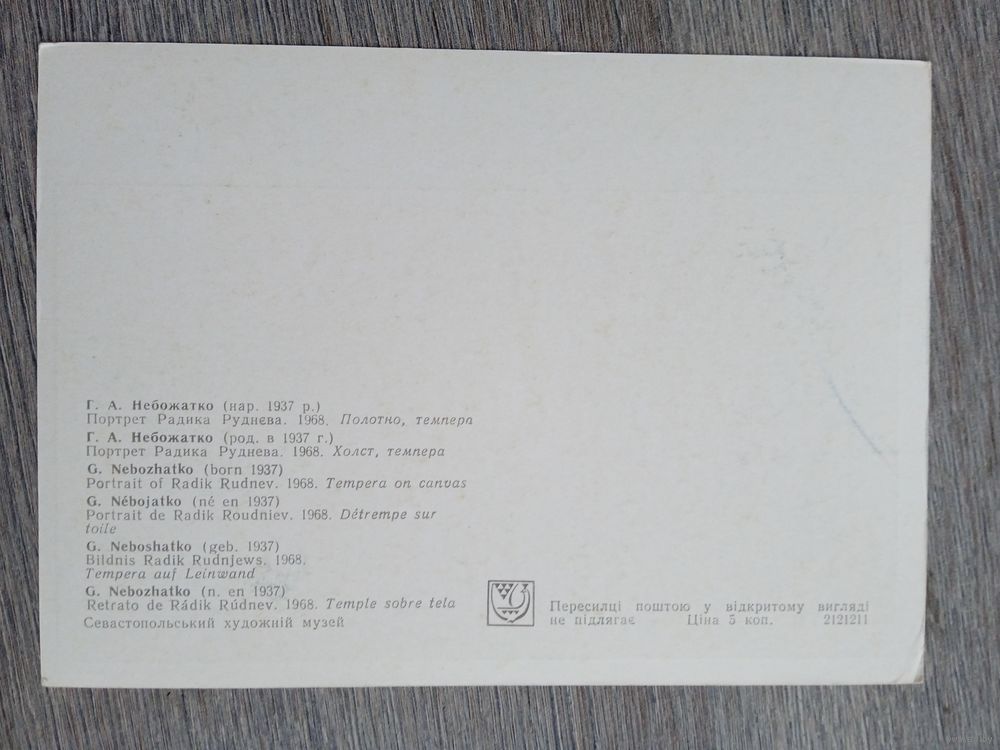 Г. А. Небожатко (нар. 1937 р.)
Портрет Радика Руднєва. 1968. Полотно, темпера
Г. А. Небожатко (род. в 1937 г.)
Портрет Радика Руднева. 1968. Холст, темпера
G. Nebozhatko (born 1937)
Portrait of Radik Rudnev. 1968. Tempera on canvas
G. Nébojatko (né en 1937)
Portrait de Radik Roudniev. 1968. Détrempe sur
toile
G. Neboshatko (geb. 1937)
Bildnis Radik Rudnjews. 1968.
Tempera auf Leinwand
G. Nebozhatko (n. en 1937)
Retrato de Rádik Rúdnev. 1968. Temple sobre tela
Севастопольський художній музей
Пересилці поштою у відкритому вигляді
не підлягає Ціна 5 коп. 2121211